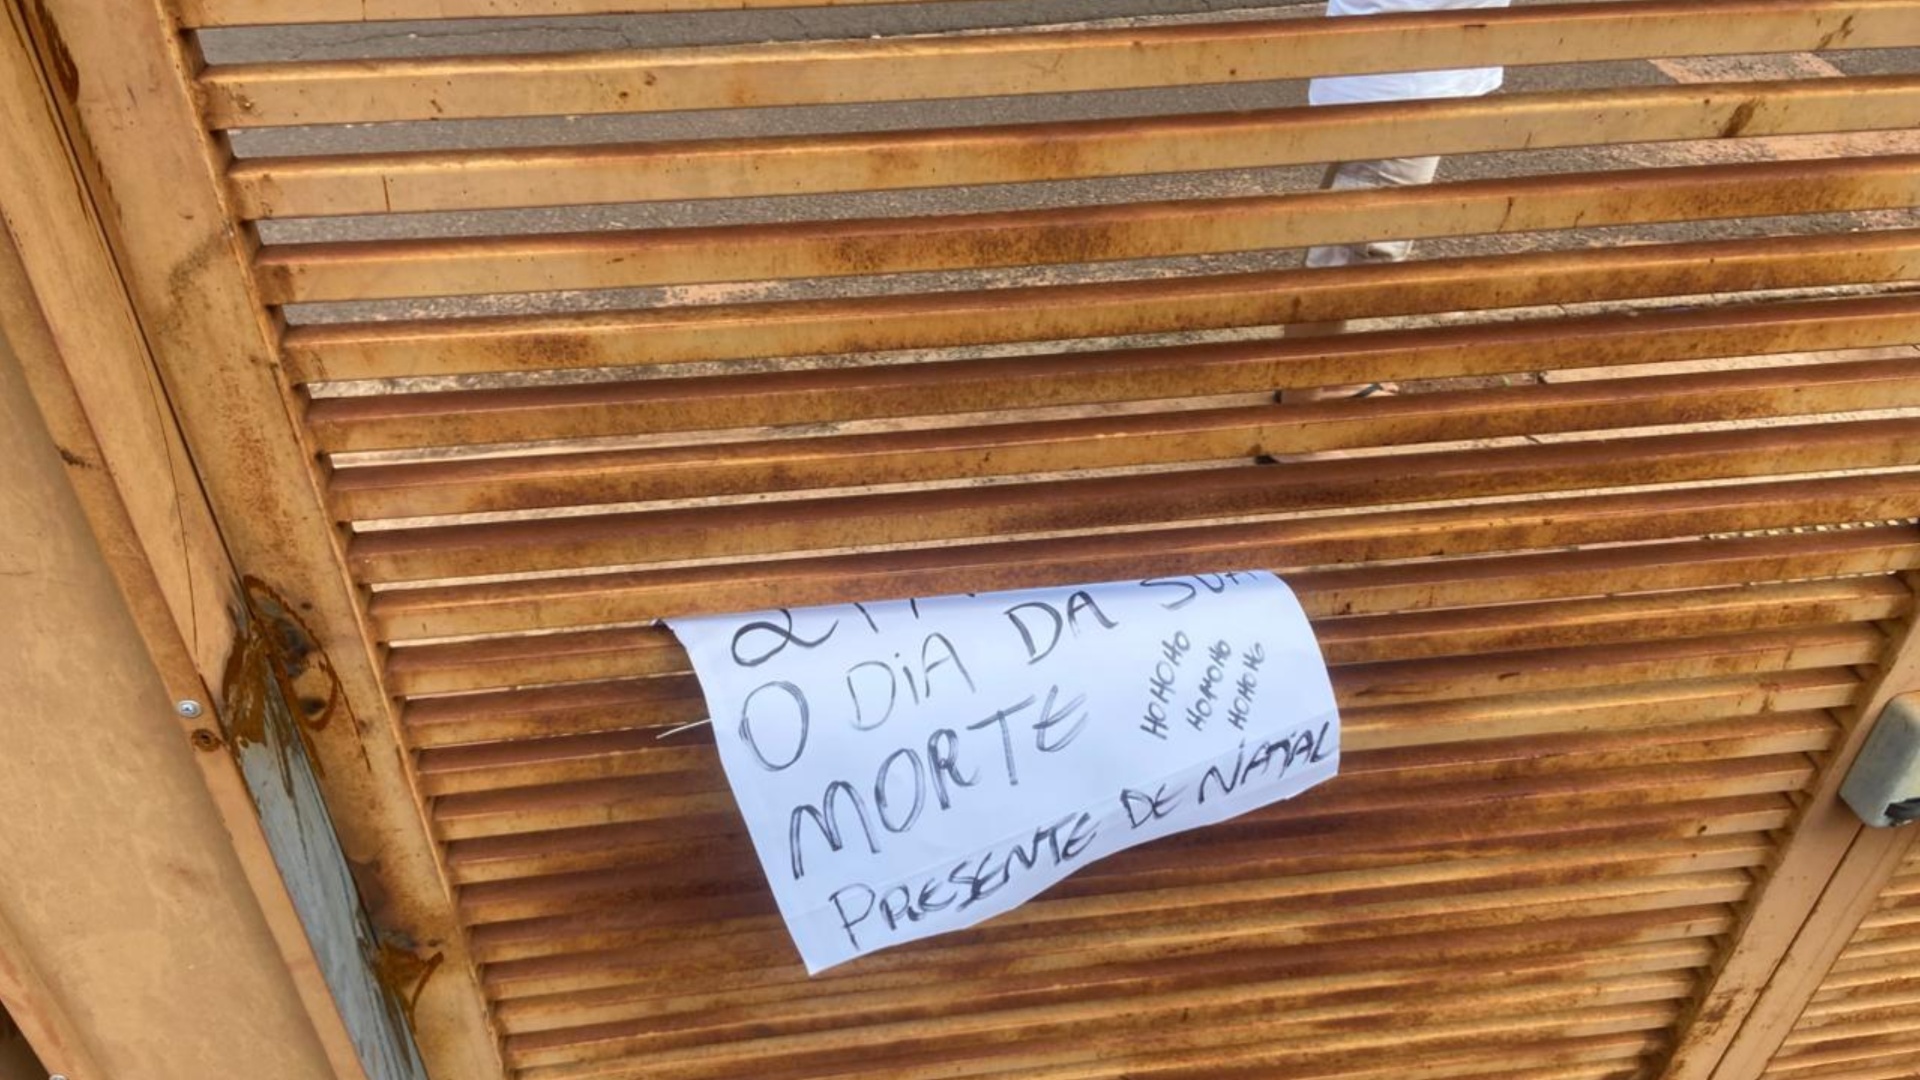 O DiA DA SUA
MORTE
HOHOHO
HOHOHO
HOHOHO
PRESENTE DE NATAL